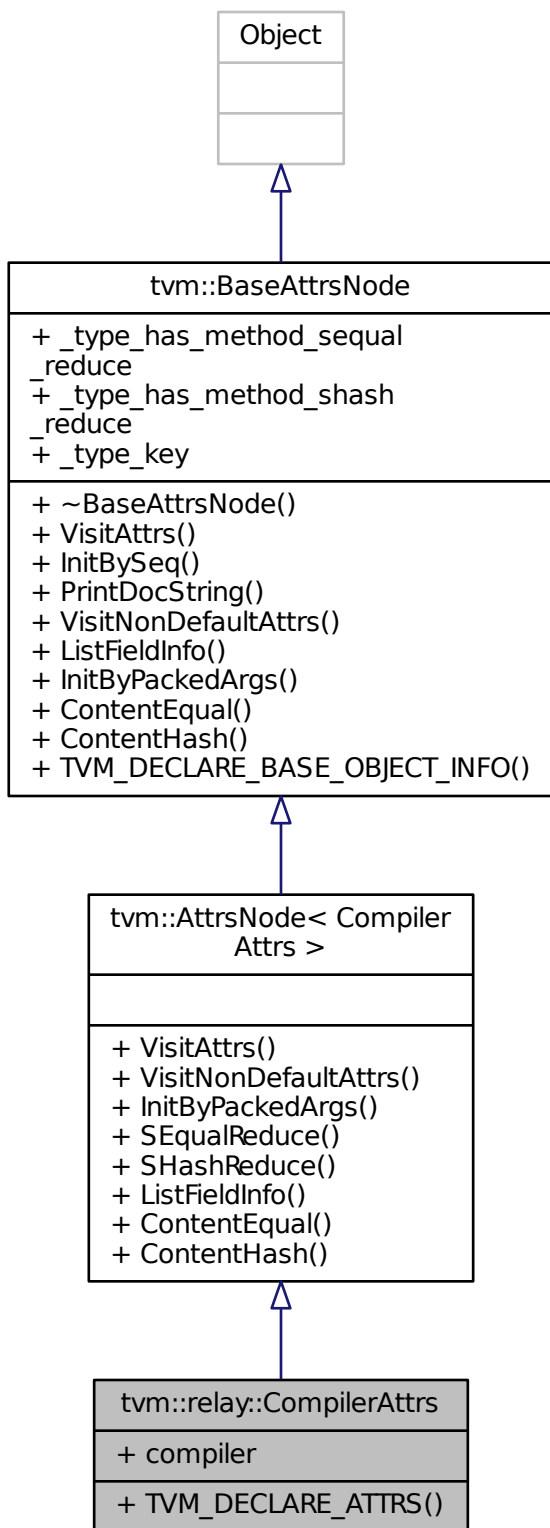 Object
tvm::BaseAttrsNode
+ _type_has_method_sequal
_reduce
+ _type_has_method_shash
_reduce
+ _type_key
+ ~BaseAttrsNode()
+ VisitAttrs()
+ InitBySeq()
+ PrintDocString()
+ VisitNonDefaultAttrs()
+ ListFieldInfo()
+ InitByPackedArgs()
+ ContentEqual()
+ ContentHash()
+ TVM_DECLARE_BASE_OBJECT_INFO()
tvm::AttrsNode< Compiler
Attrs >
+ VisitAttrs()
+ VisitNonDefaultAttrs()
+ InitByPackedArgs()
+ SEqualReduce()
+ SHashReduce()
+ ListFieldInfo()
+ ContentEqual()
+ ContentHash()
tvm::relay::CompilerAttrs
+ compiler
+ TVM_DECLARE_ATTRS()